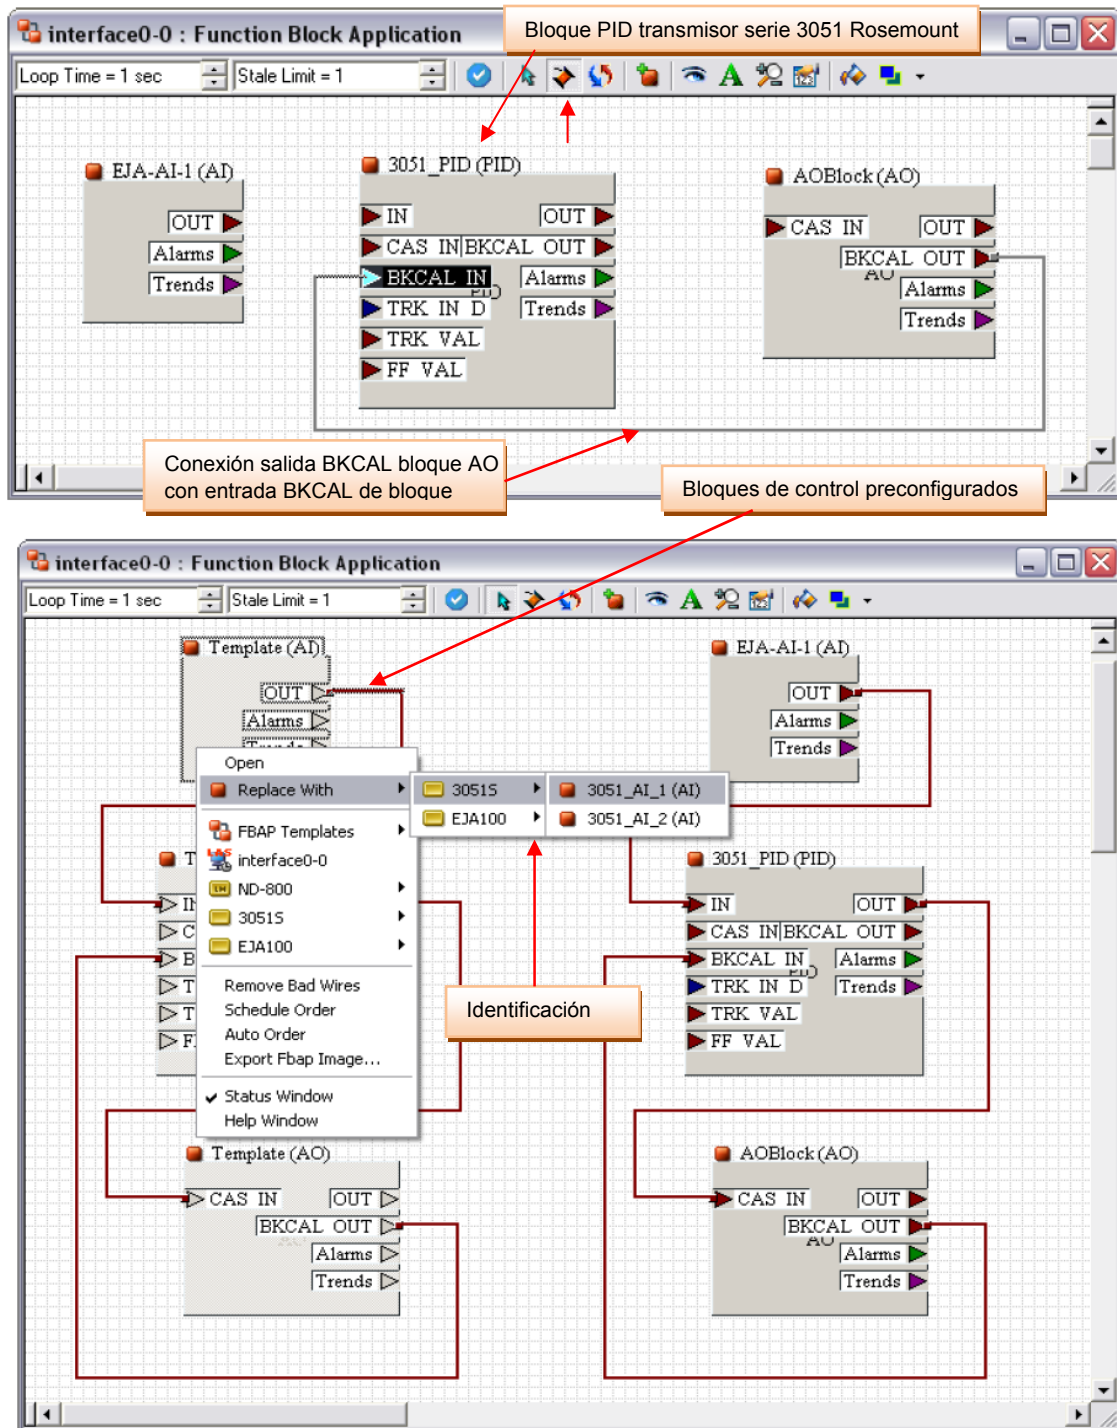 interface0-0 : Function Block Application
Bloque PID transmisor serie 3051 Rosemount
Loop Time = 1 sec
Stale Limit = 1
EJA-AI-1 (AI)
OUT
Alarms
Trends
3051_PID (PID)
IN
OUT
CAS IN
BKCAL OUT
BKCAL IN
Alarms
PID
TRK IN D
Trends
TRK VAL
FF VAL
AOBlock (AO)
CAS IN
OUT
BKCAL OUT
AO
Alarms
Trends
Conexión salida BKCAL bloque AO
con entrada BKCAL de bloque
Bloques de control preconfigurados
interface0-0 : Function Block Application
Loop Time = 1 sec
Stale Limit = 1
Template (AI)
OUT
Alarms
Trends
Open
Replace With
3051S
EJA100
3051_AI_1 (AI)
3051_AI_2 (AI)
FBAP Templates
interface0-0
ND-800
3051S
EJA100
Remove Bad Wires
Schedule Order
Auto Order
Export Fbap Image...
Status Window
Help Window
Identificación
T
IN
C
B
T
T
F
Template (AO)
CAS IN
OUT
BKCAL OUT
Alarms
Trends
EJA-AI-1 (AI)
OUT
Alarms
Trends
3051_PID (PID)
IN
OUT
CAS IN
BKCAL OUT
BKCAL IN
Alarms
PID
TRK IN D
Trends
TRK VAL
FF VAL
AOBlock (AO)
CAS IN
OUT
BKCAL OUT
AO
Alarms
Trends